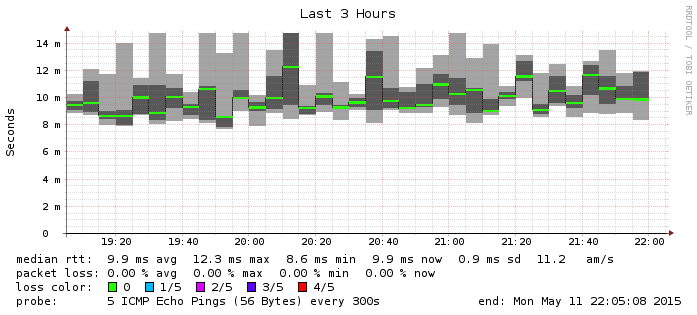 Last 3 Hours
RRDTOOL / TOBI OETIKER
Seconds
14 m
12 m
10 m
8 m
6 m
4 m
2 m
0
19:20 19:40 20:00 20:20 20:40 21:00 21:20 21:40 22:00
median rtt: 9.9 ms avg 12.3 ms max 8.6 ms min 9.9 ms now 0.9 ms sd 11.2 am/s
packet loss: 0.00 % avg 0.00 % max 0.00 % min 0.00 % now
loss color: 0 1/5 2/5 3/5 4/5
probe: 5 ICMP Echo Pings (56 Bytes) every 300s end: Mon May 11 22:05:08 2015